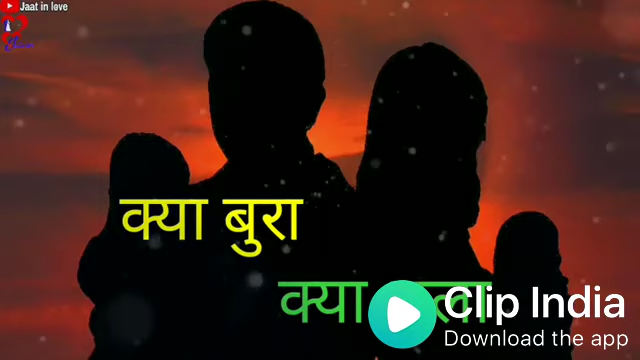 Jaat in love
क्या बुरा
क्या
Clip India
Download the app